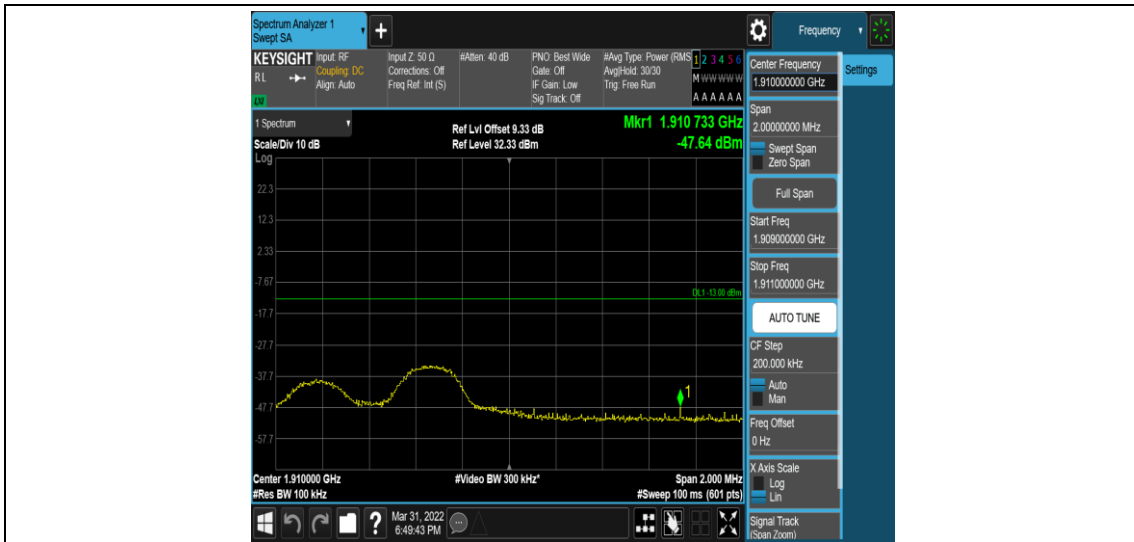 Spectrum Analyzer 1
Swept SA
+
Frequency
KEYSIGHT
RL
LXI
Input: RF
Coupling: DC
Align: Auto
Input Z: 50 Ω
Corrections: Off
Freq Ref: Int (S)
#Atten: 40 dB
PNO: Best Wide
Gate: Off
IF Gain: Low
Sig Track: Off
#Avg Type: Power (RMS
Avg|Hold: 30/30
Trig: Free Run
1 2 3 4 5 6
M W W W W W
A A A A A A
1 Spectrum
Scale/Div 10 dB
Ref Lvl Offset 9.33 dB
Ref Level 32.33 dBm
Mkr1 1.910 733 GHz
-47.64 dBm
Log
22.3
12.3
2.33
-7.67
DL1 -13.00 dBm
-17.7
-27.7
-37.7
1
-47.7
-57.7
Center 1.910000 GHz
#Res BW 100 kHz
#Video BW 300 kHz*
Span 2.000 MHz
#Sweep 100 ms (601 pts)
?
Mar 31, 2022
6:49:43 PM
Center Frequency
1.910000000 GHz
Settings
Span
2.00000000 MHz
Swept Span
Zero Span
Full Span
Start Freq
1.909000000 GHz
Stop Freq
1.911000000 GHz
AUTO TUNE
CF Step
200.000 kHz
Auto
Man
Freq Offset
0 Hz
X Axis Scale
Log
Lin
Signal Track
(Span Zoom)